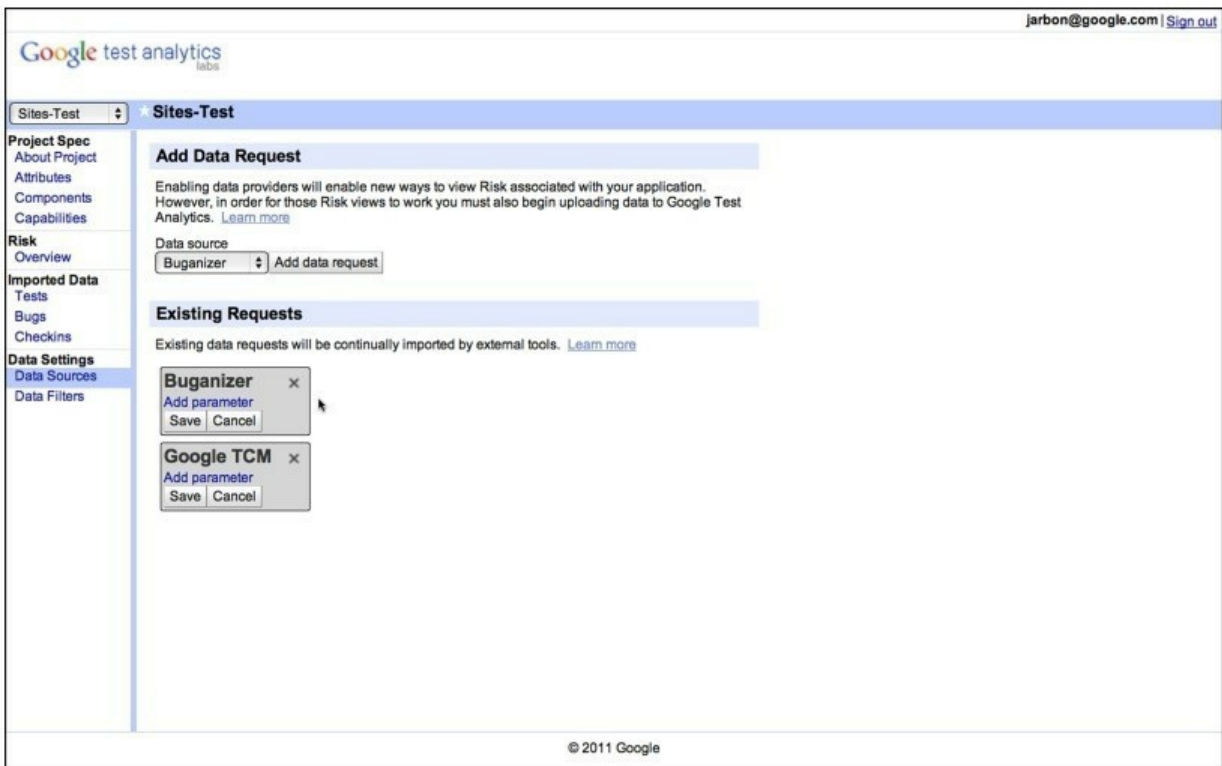 jarbon@google.com | Sign out
Google test analytics
labs
Sites-Test
Sites-Test
Project Spec
About Project
Attributes
Components
Capabilities
Risk
Overview
Imported Data
Tests
Bugs
Checkins
Data Settings
Data Sources
Data Filters
Add Data Request
Enabling data providers will enable new ways to view Risk associated with your application.
However, in order for those Risk views to work you must also begin uploading data to Google Test
Analytics. Learn more
Data source
Buganizer Add data request
Existing Requests
Existing data requests will be continually imported by external tools. Learn more
Buganizer ×
Add parameter
Save Cancel
Google TCM ×
Add parameter
Save Cancel
© 2011 Google